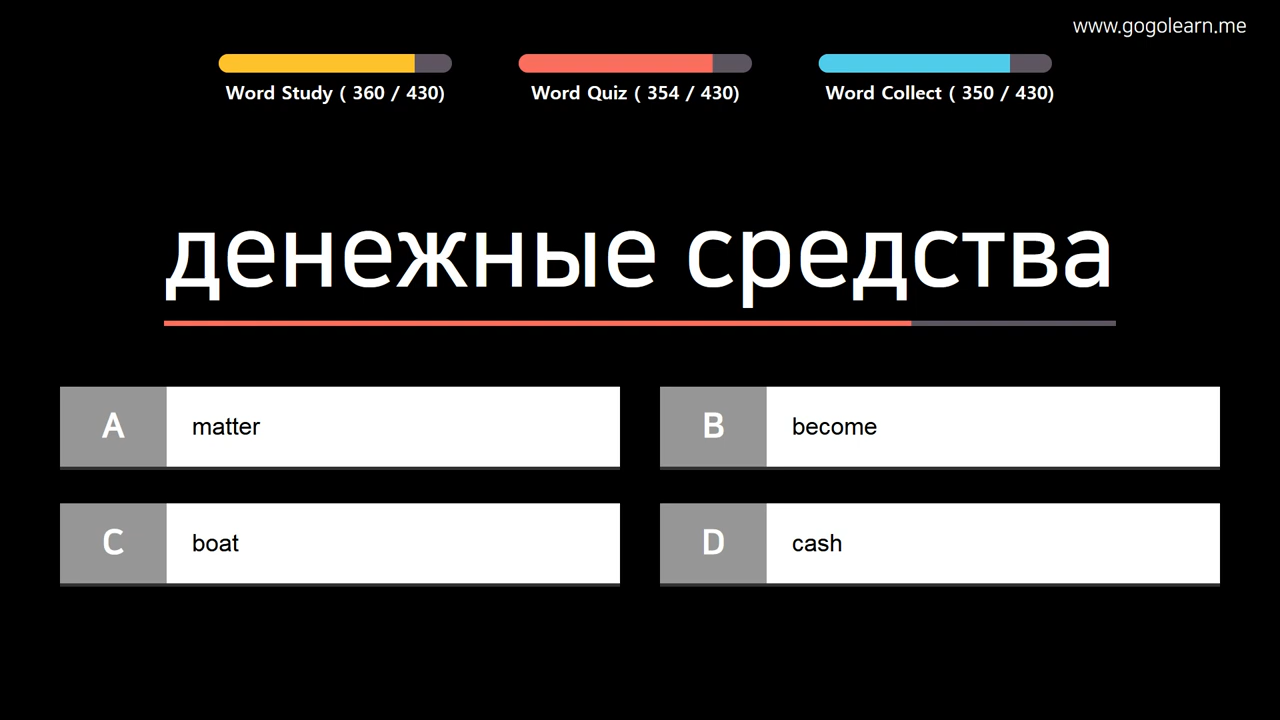 www.gogolearn.me
Word Study ( 360 / 430)
Word Quiz ( 354 / 430)
Word Collect ( 350 / 430)
денежные средства
A matter
B become
C boat
D cash